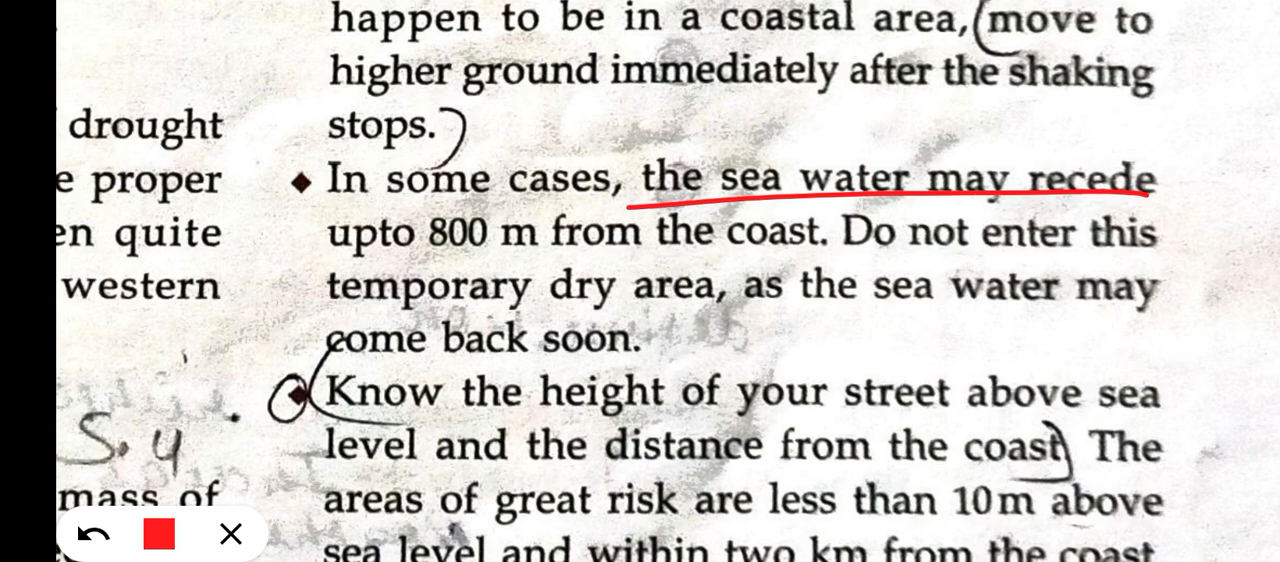 drought
e proper
en quite
western
S. 4
mass of
happen to be in a coastal area, (move to
higher ground immediately after the shaking
stops.)
◆ In some cases, the sea water may recede
upto 800 m from the coast. Do not enter this
temporary dry area, as the sea water may
come back soon.
◆ (Know the height of your street above sea
level and the distance from the coast) The
areas of great risk are less than 10 m above
sea level and within two km from the coast